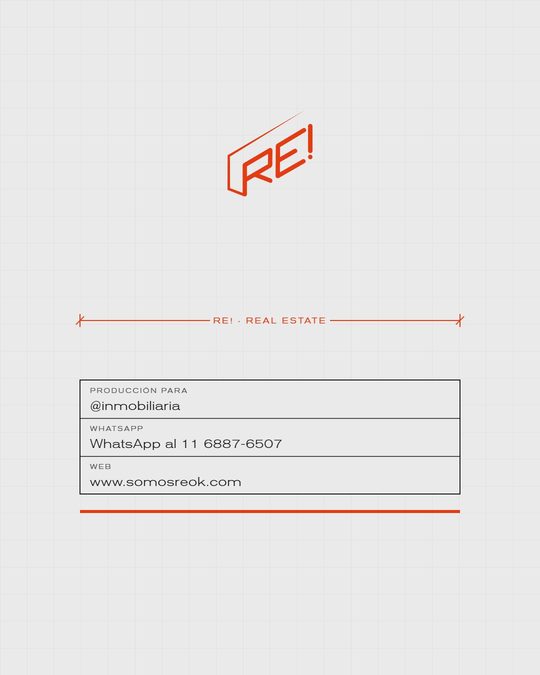 RE!
RE! - REAL ESTATE
PRODUCCIÓN PARA
@inmobiliaria
WHATSAPP
WhatsApp al 11 6887-6507
WEB
www.somosreok.com